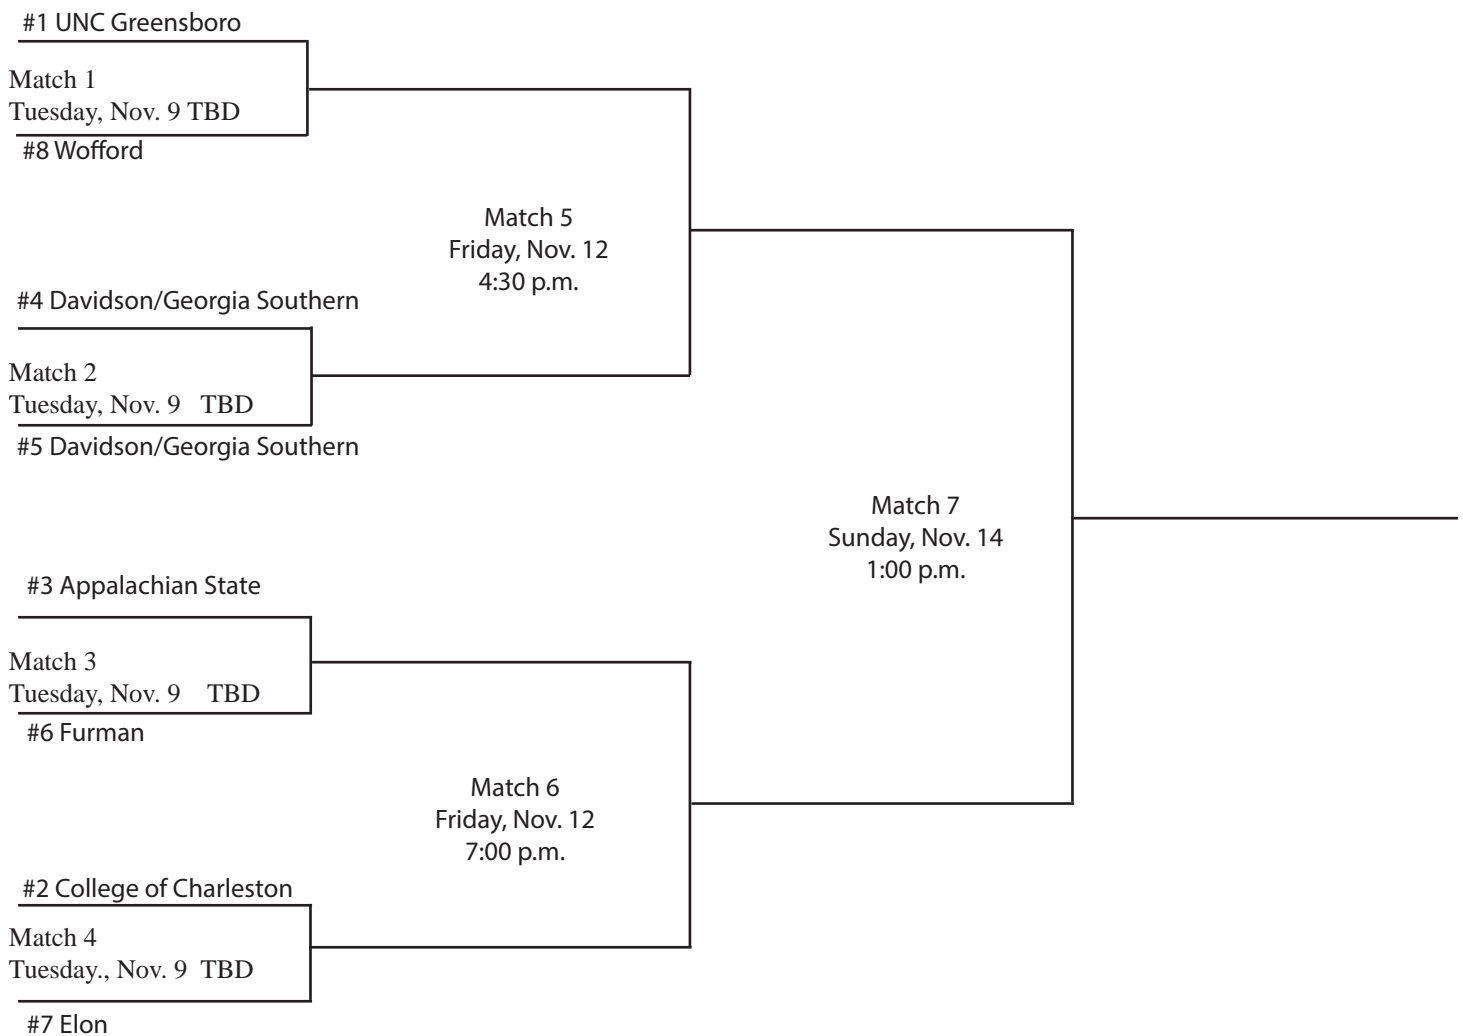 #1 UNC Greensboro
Match 1
Tuesday, Nov. 9 TBD
#8 Wofford
Match 5
Friday, Nov. 12
4:30 p.m.
#4 Davidson/Georgia Southern
Match 2
Tuesday, Nov. 9 TBD
#5 Davidson/Georgia Southern
Match 7
Sunday, Nov. 14
1:00 p.m.
#3 Appalachian State
Match 3
Tuesday, Nov. 9 TBD
#6 Furman
Match 6
Friday, Nov. 12
7:00 p.m.
#2 College of Charleston
Match 4
Tuesday., Nov. 9 TBD
#7 Elon